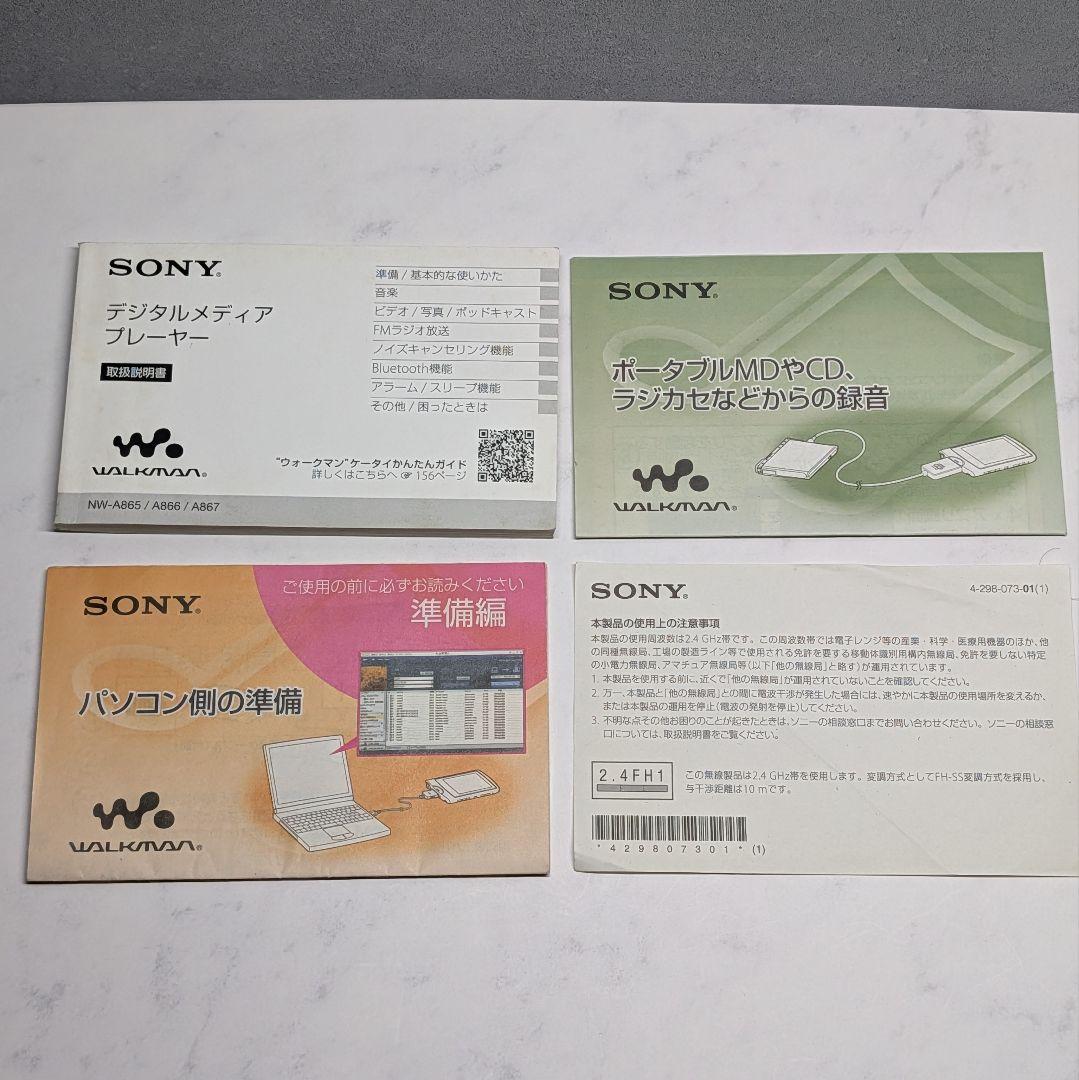 SONY®
デジタルメディア
プレーヤー
取扱説明書
WALKMAN®
準備 / 基本的な使いかた
音楽
ビデオ / 写真 / ポッドキャスト
FMラジオ放送
ノイズキャンセリング機能
Bluetooth機能
アラーム / スリープ機能
その他 / 困ったときは
“ウォークマン”ケータイかんたんガイド
詳しくはこちらへ ☞ 156ページ
NW-A865 / A866 / A867
SONY®
ポータブルMDやCD、
ラジカセなどからの録音
WALKMAN®
ご使用の前に必ずお読みください
準備編
SONY®
パソコン側の準備
WALKMAN®
SONY®
4-298-073-01(1)
本製品の使用上の注意事項
本製品の使用周波数は2.4 GHz帯です。この周波数帯では電子レンジ等の産業・科学・医療用機器のほか、他
の同種無線局、工場の製造ライン等で使用される免許を要する移動体識別用構内無線局、免許を要しない特定
の小電力無線局、アマチュア無線局等(以下「他の無線局」と略す)が運用されています。
1. 本製品を使用する前に、近くで「他の無線局」が運用されていないことを確認してください。
2. 万一、本製品と「他の無線局」との間に電波干渉が発生した場合には、速やかに本製品の使用場所を変えるか、
または本製品の運用を停止(電波の発射を停止)してください。
3. 不明な点その他お困りのことが起きたときは、ソニーの相談窓口までお問い合わせください。ソニーの相談窓
口については、取扱説明書をご覧ください。
2.4FH1
この無線製品は2.4 GHz帯を使用します。変調方式としてFH-SS変調方式を採用し、
与干渉距離は10 mです。
*429807301* (1)